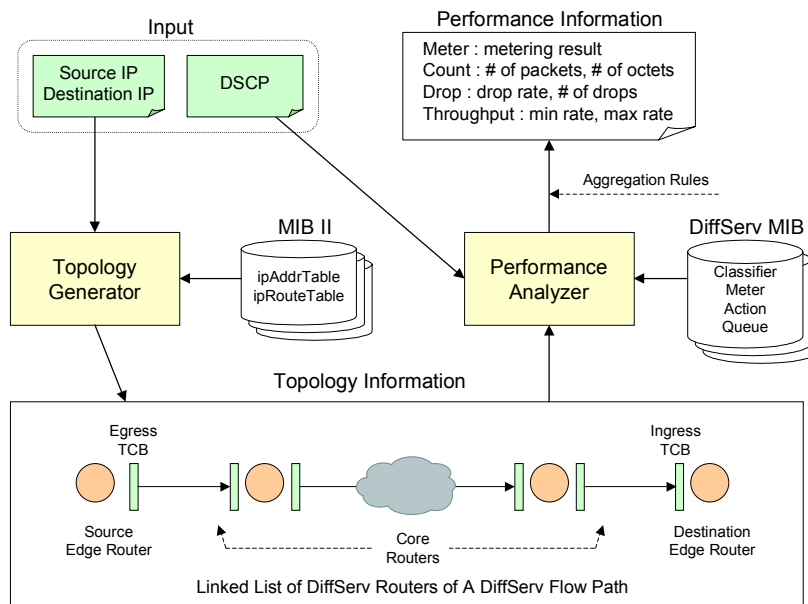 Input
Source IP
Destination IP
DSCP
Performance Information
Meter : metering result
Count : # of packets, # of octets
Drop : drop rate, # of drops
Throughput : min rate, max rate
Aggregation Rules
Topology
Generator
MIB II
ipAddrTable
ipRouteTable
Performance
Analyzer
DiffServ MIB
Classifier
Meter
Action
Queue
Topology Information
Egress
TCB
Ingress
TCB
Source
Edge Router
Core
Routers
Destination
Edge Router
Linked List of DiffServ Routers of A DiffServ Flow Path